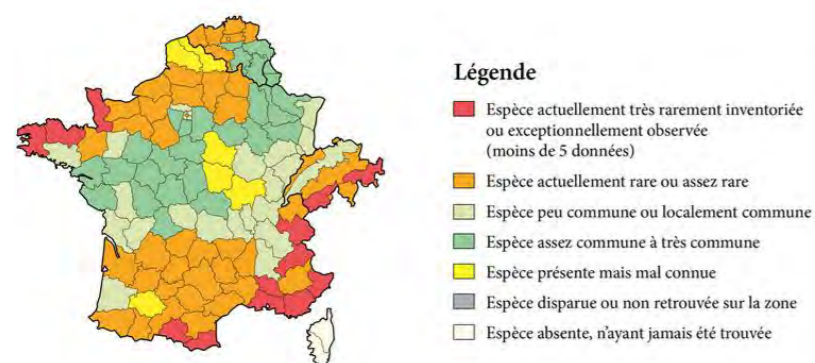 Légende
Espèce actuellement très rarement inventoriée
ou exceptionnellement observée
(moins de 5 données)
Espèce actuellement rare ou assez rare
Espèce peu commune ou localement commune
Espèce assez commune à très commune
Espèce présente mais mal connue
Espèce disparue ou non retrouvée sur la zone
Espèce absente, n'ayant jamais été trouvée